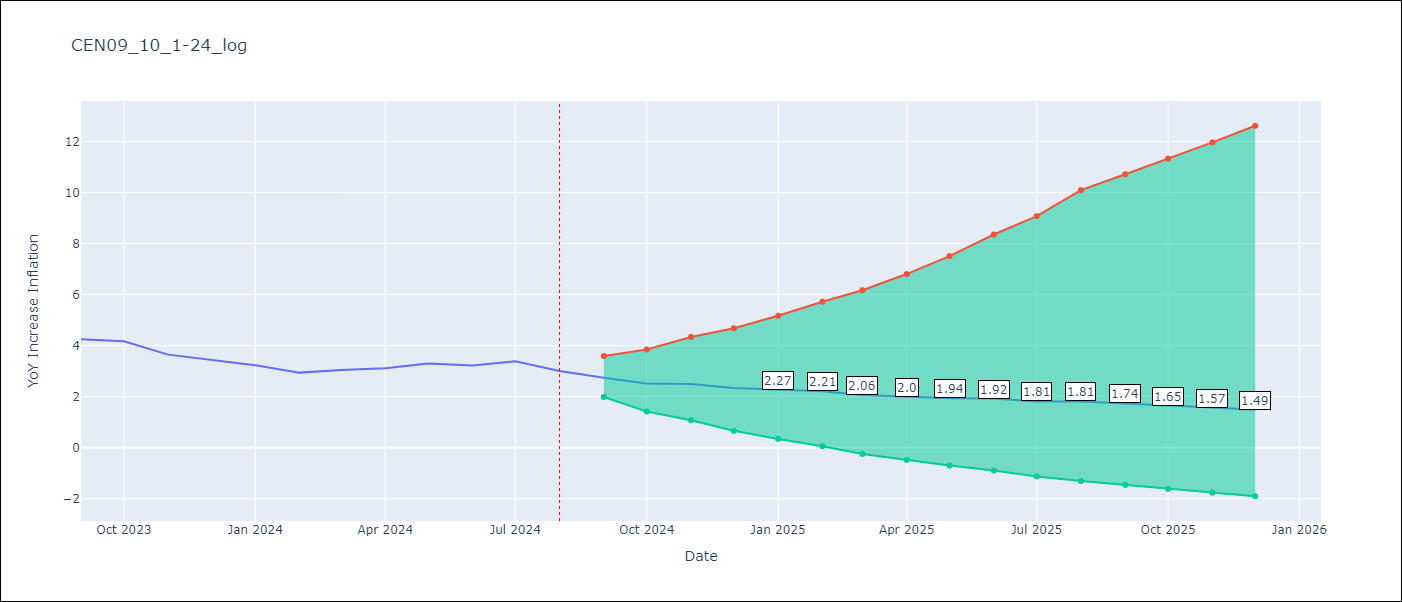 CEN09_10_1-24_log
YoY Increase Inflation
12
10
8
6
4
2
0
−2
2.27
2.21
2.06
2.0
1.94
1.92
1.81
1.81
1.74
1.65
1.57
1.49
Oct 2023
Jan 2024
Apr 2024
Jul 2024
Oct 2024
Jan 2025
Apr 2025
Jul 2025
Oct 2025
Jan 2026
Date